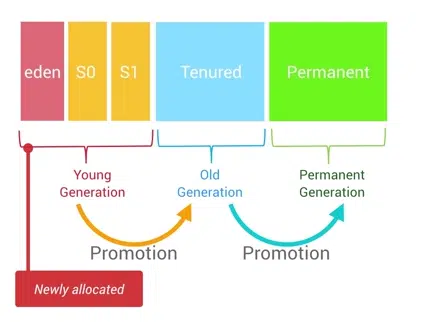 eden S0 S1 Tenured Permanent
Young Generation
Old Generation
Permanent Generation
Promotion Promotion
Newly allocated